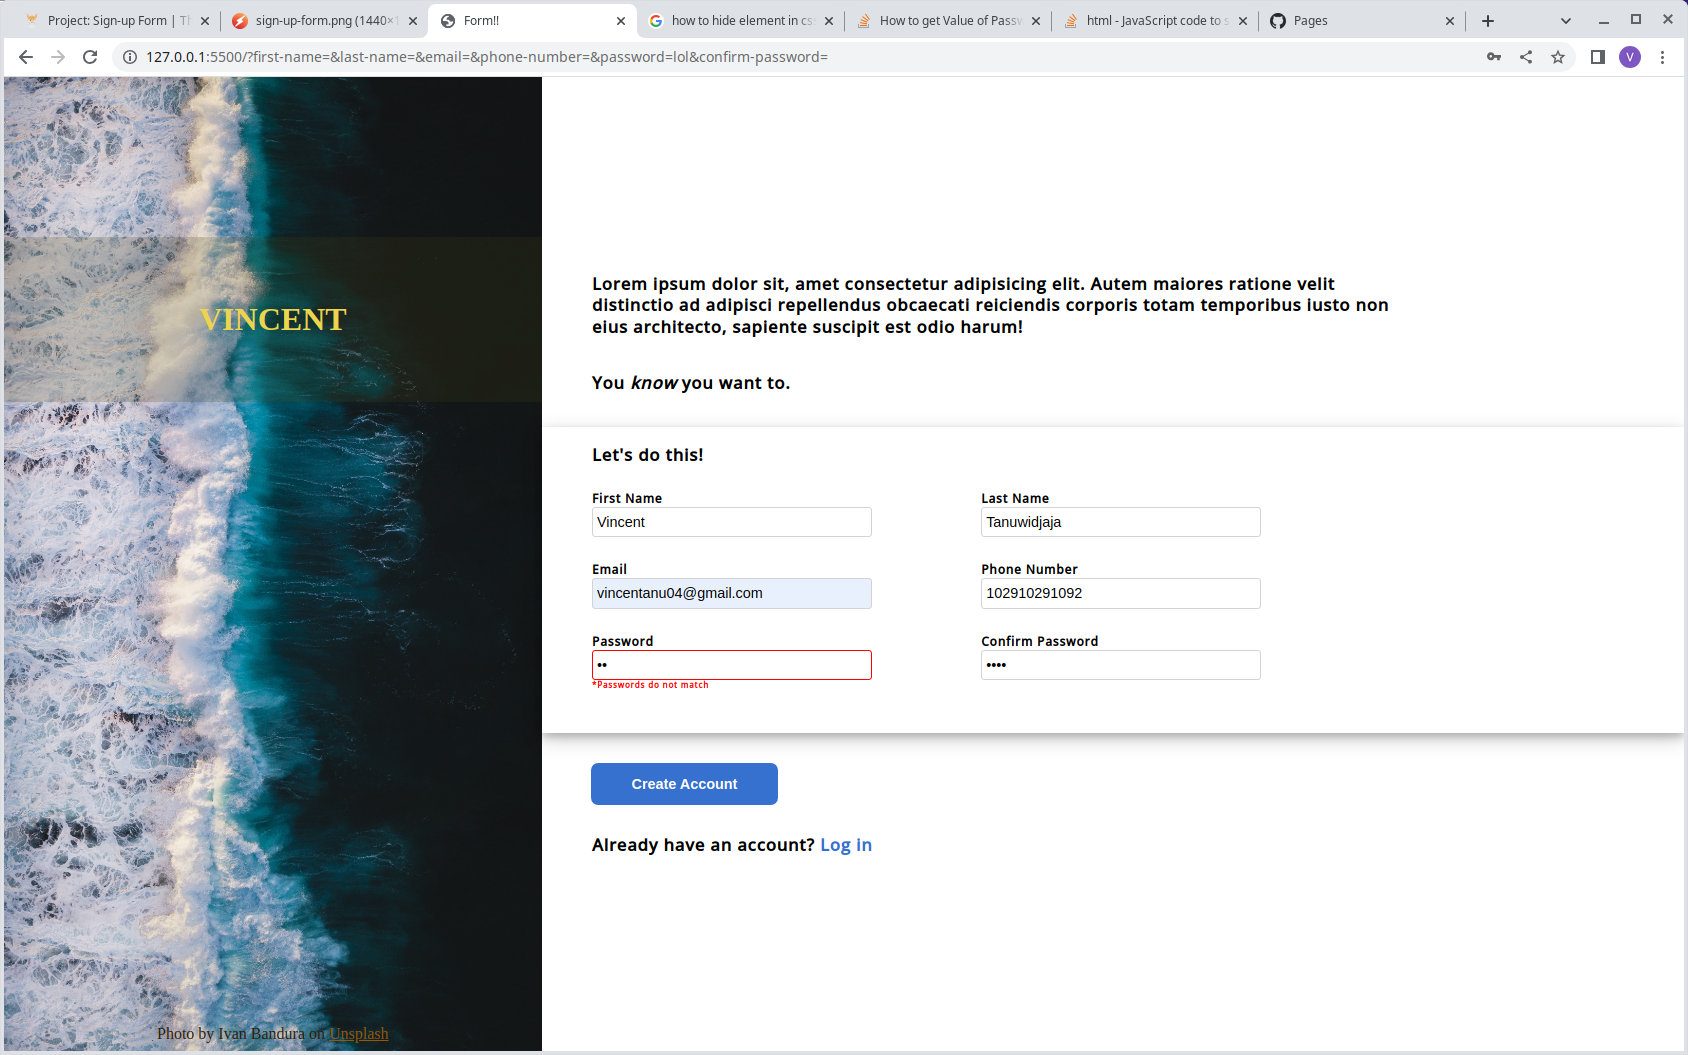 Project: Sign-up Form | Th
sign-up-form.png (1440×1
Form!!
how to hide element in css
How to get Value of Passw
html - JavaScript code to s
Pages
127.0.0.1:5500/?first-name=&last-name=&email=&phone-number=&password=lol&confirm-password=
V
VINCENT
Photo by Ivan Bandura on Unsplash
Lorem ipsum dolor sit, amet consectetur adipisicing elit. Autem maiores ratione velit
distinctio ad adipisci repellendus obcaecati reiciendis corporis totam temporibus iusto non
eius architecto, sapiente suscipit est odio harum!
You know you want to.
Let's do this!
First Name
Last Name
Vincent
Tanuwidjaja
Email
Phone Number
vincentanu04@gmail.com
102910291092
Password
Confirm Password
••
••••
*Passwords do not match
Create Account
Already have an account? Log in